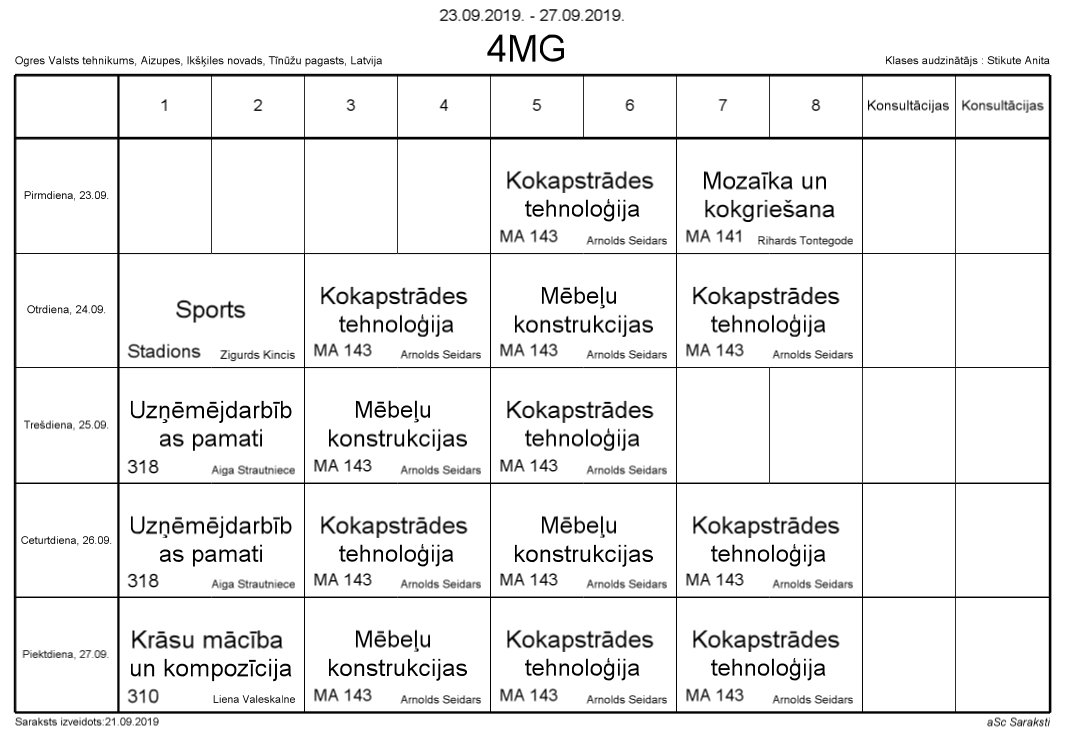 23.09.2019. - 27.09.2019.
4MG
Ogres Valsts tehnikums, Aizupes, Ikšķiles novads, Tīnūžu pagasts, Latvija
Klases audzinātājs : Stikute Anita
1 2 3 4 5 6 7 8 Konsultācijas Konsultācijas
Pirmdiena, 23.09.
Kokapstrādes
tehnoloģija
MA 143 Arnolds Seidars
Mozaīka un
kokgriešana
MA 141 Rihards Tontegode
Otrdiena, 24.09.
Sports
Stadions Zigurds Kincis
Kokapstrādes
tehnoloģija
MA 143 Arnolds Seidars
Mēbeļu
konstrukcijas
MA 143 Arnolds Seidars
Kokapstrādes
tehnoloģija
MA 143 Arnolds Seidars
Trešdiena, 25.09.
Uzņēmējdarbīb
as pamati
318 Aiga Strautniece
Mēbeļu
konstrukcijas
MA 143 Arnolds Seidars
Kokapstrādes
tehnoloģija
MA 143 Arnolds Seidars
Ceturtdiena, 26.09.
Uzņēmējdarbīb
as pamati
318 Aiga Strautniece
Kokapstrādes
tehnoloģija
MA 143 Arnolds Seidars
Mēbeļu
konstrukcijas
MA 143 Arnolds Seidars
Kokapstrādes
tehnoloģija
MA 143 Arnolds Seidars
Piektdiena, 27.09.
Krāsu mācība
un kompozīcija
310 Liena Valeskalne
Mēbeļu
konstrukcijas
MA 143 Arnolds Seidars
Kokapstrādes
tehnoloģija
MA 143 Arnolds Seidars
Kokapstrādes
tehnoloģija
MA 143 Arnolds Seidars
Saraksts izveidots:21.09.2019
aSc Saraksti